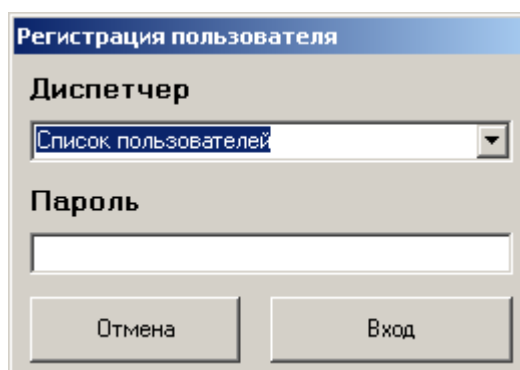 Регистрация пользователя
Диспетчер
Список пользователей
Пароль
Отмена Вход